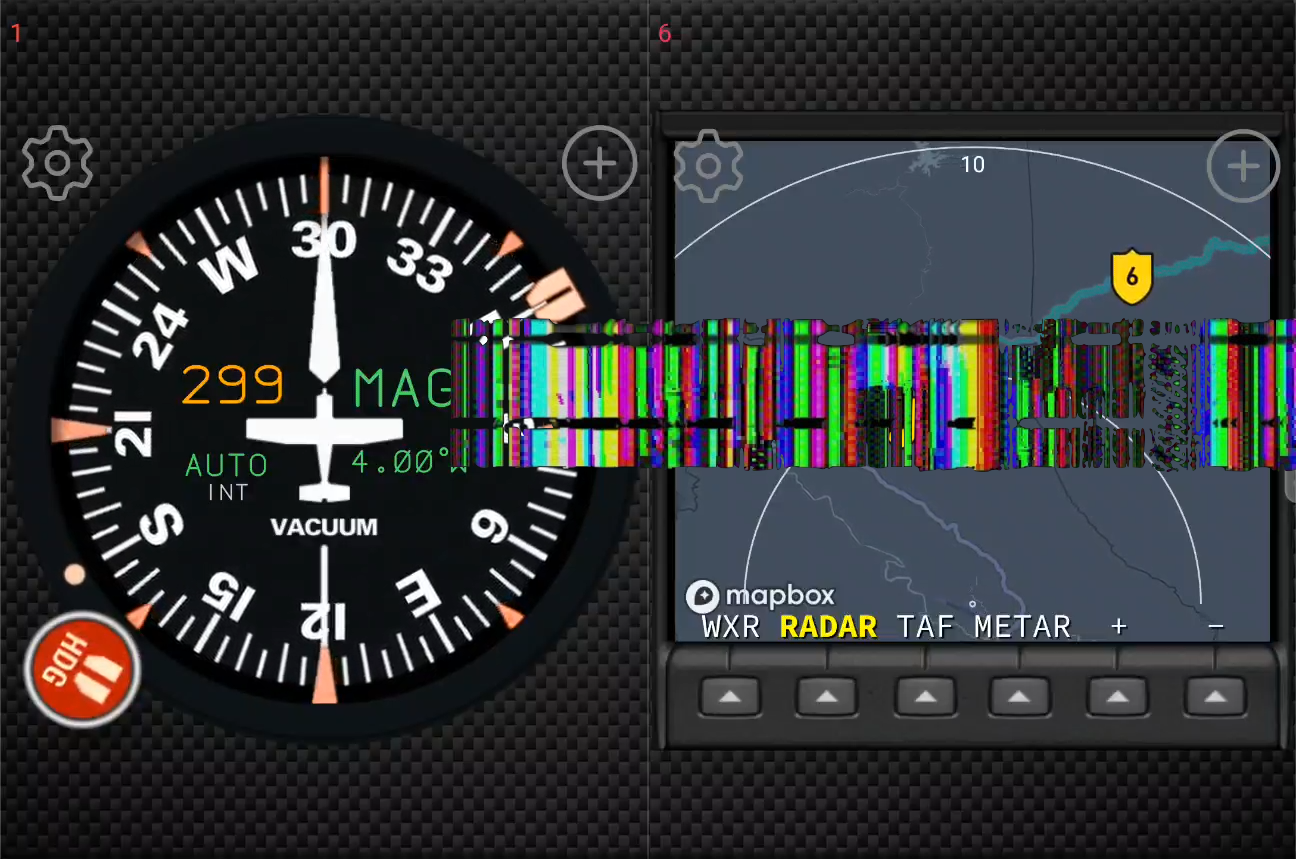 1
30
33
W
24
299
MAG
21
AUTO
4.00°W
INT
VACUUM
S
6
15
E
12
HDG
6
10
6
mapbox
WXR RADAR TAF METAR + −